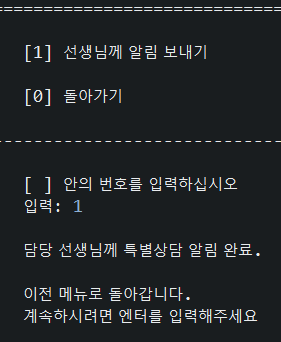 [1] 선생님께 알림 보내기
[0] 돌아가기
[ ] 안의 번호를 입력하십시오
입력: 1
담당 선생님께 특별상담 알림 완료.
이전 메뉴로 돌아갑니다.
계속하시려면 엔터를 입력해주세요